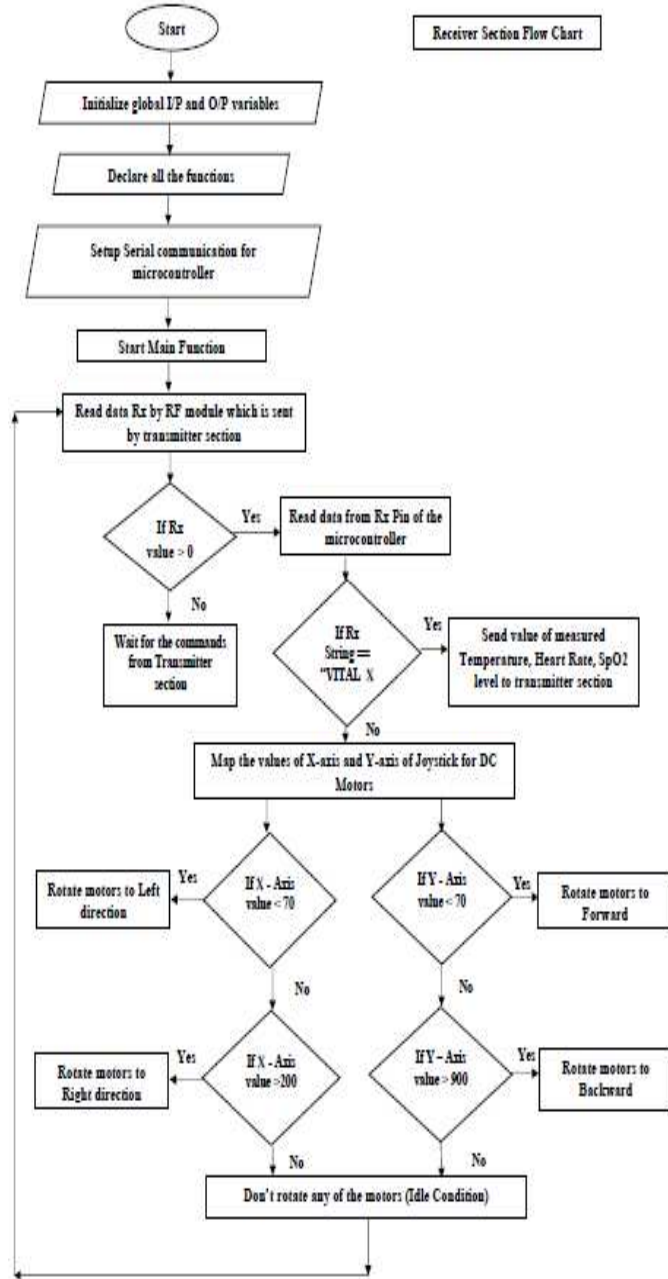 Start
Receiver Section Flow Chart
Initialize global I/P and O/P variables
Declare all the functions
Setup Serial communication for
microcontroller
Start Main Function
Read data Rx by RF module which is sent
by transmitter section
If Rx
value > 0
Yes
Read data from Rx Pin of the
microcontroller
No
Wait for the commands
from Transmitter
section
If Rx
String ==
"VITAL X
Yes
Send value of measured
Temperature, Heart Rate, SpO2
level to transmitter section
No
Map the values of X-axis and Y-axis of Joystick for DC
Motors
If X - Axis
value < 70
Yes
Rotate motors to Left
direction
If Y - Axis
value < 70
Yes
Rotate motors to
Forward
No
No
If X - Axis
value >200
Yes
Rotate motors to
Right direction
If Y – Axis
value > 900
Yes
Rotate motors to
Backward
No
No
Don't rotate any of the motors (Idle Condition)